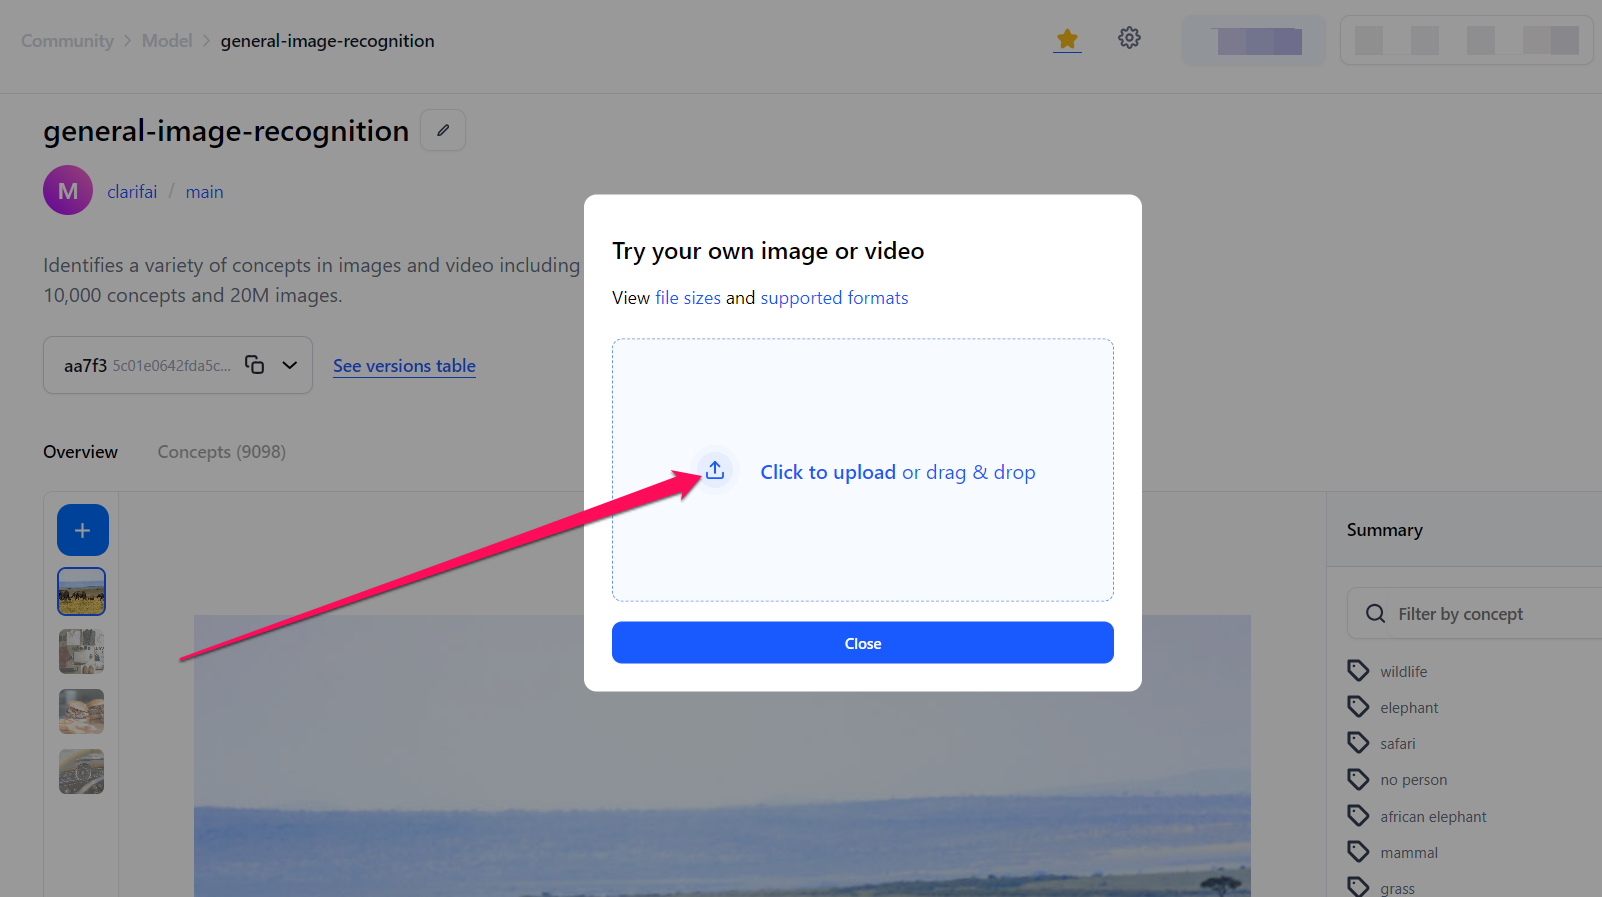 Community > Model > general-image-recognition
general-image-recognition
M clarifai / main
Identifies a variety of concepts in images and video including
10,000 concepts and 20M images.
aa7f3 5c01e0642fda5c... See versions table
Overview Concepts (9098)
Try your own image or video
View file sizes and supported formats
Click to upload or drag & drop
Close
Summary
Filter by concept
wildlife
elephant
safari
no person
african elephant
mammal
grass